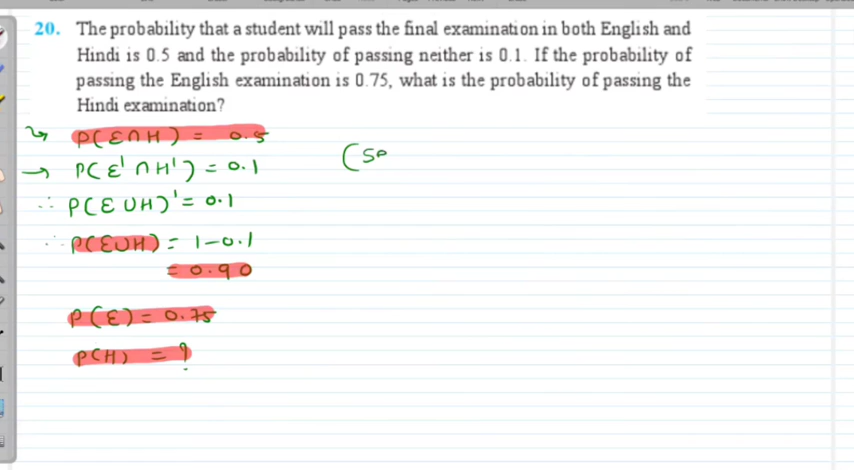 20. The probability that a student will pass the final examination in both English and
Hindi is 0.5 and the probability of passing neither is 0.1. If the probability of
passing the English examination is 0.75, what is the probability of passing the
Hindi examination?
↝ P(E∩H) = 0.5
→ P(E' ∩ H') = 0.1
(se
∴ P(E∪H)' = 0.1
∴ P(E∪H) = 1-0.1
= 0.90
P(E) = 0.75
P(H) = ?